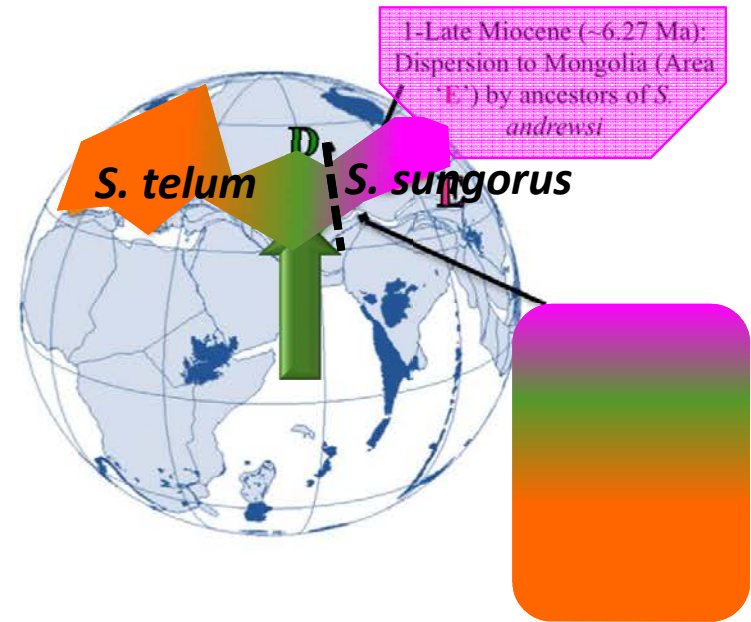 1-Late Miocene (~6.27 Ma):
Dispersion to Mongolia (Area
‘E’) by ancestors of S.
andrewsi
D
S. telum
S. sungorus
E